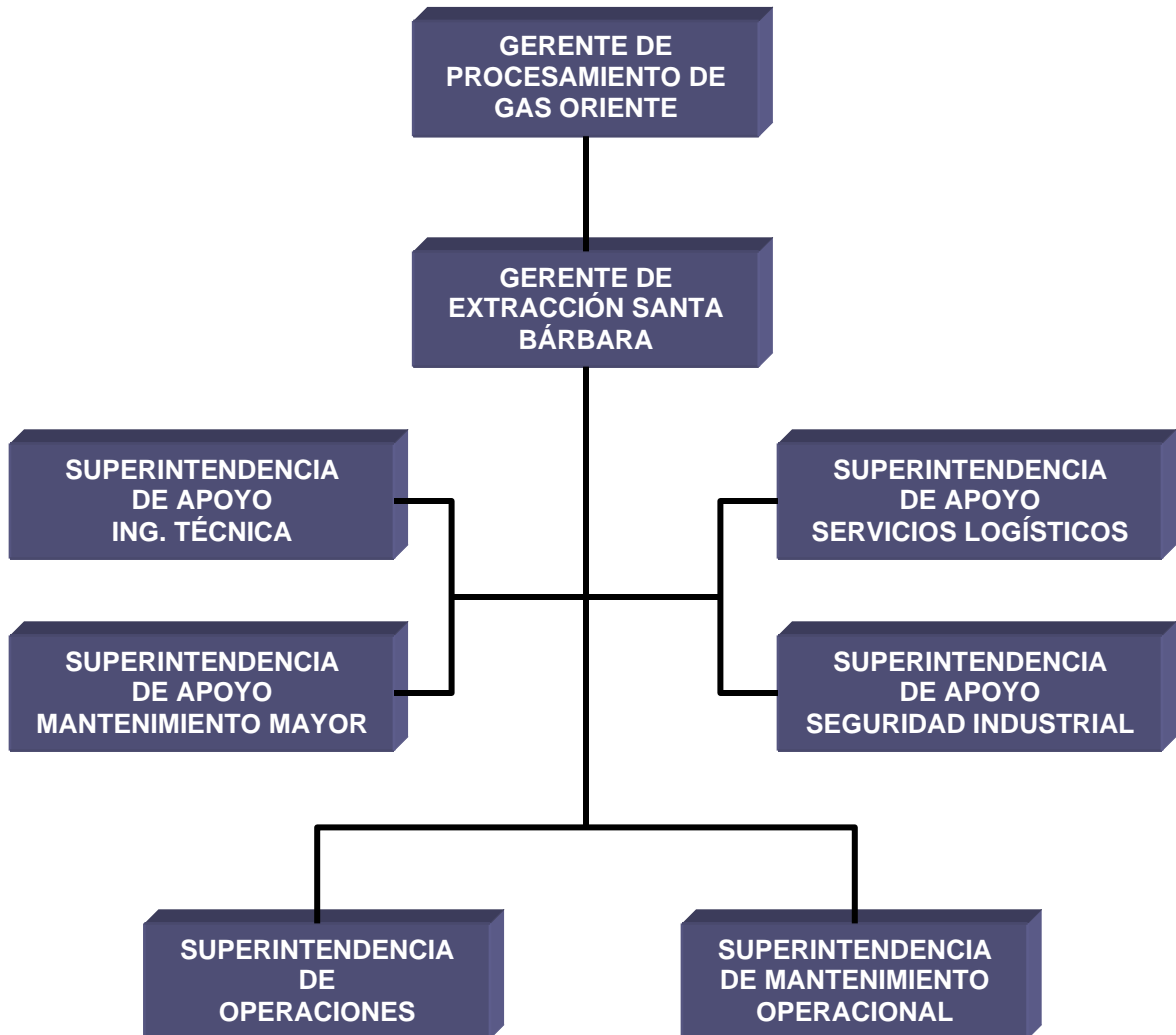 GERENTE DE
PROCESAMIENTO DE
GAS ORIENTE
GERENTE DE
EXTRACCIÓN SANTA
BÁRBARA
SUPERINTENDENCIA
DE APOYO
ING. TÉCNICA
SUPERINTENDENCIA
DE APOYO
SERVICIOS LOGÍSTICOS
SUPERINTENDENCIA
DE APOYO
MANTENIMIENTO MAYOR
SUPERINTENDENCIA
DE APOYO
SEGURIDAD INDUSTRIAL
SUPERINTENDENCIA
DE
OPERACIONES
SUPERINTENDENCIA
DE MANTENIMIENTO
OPERACIONAL